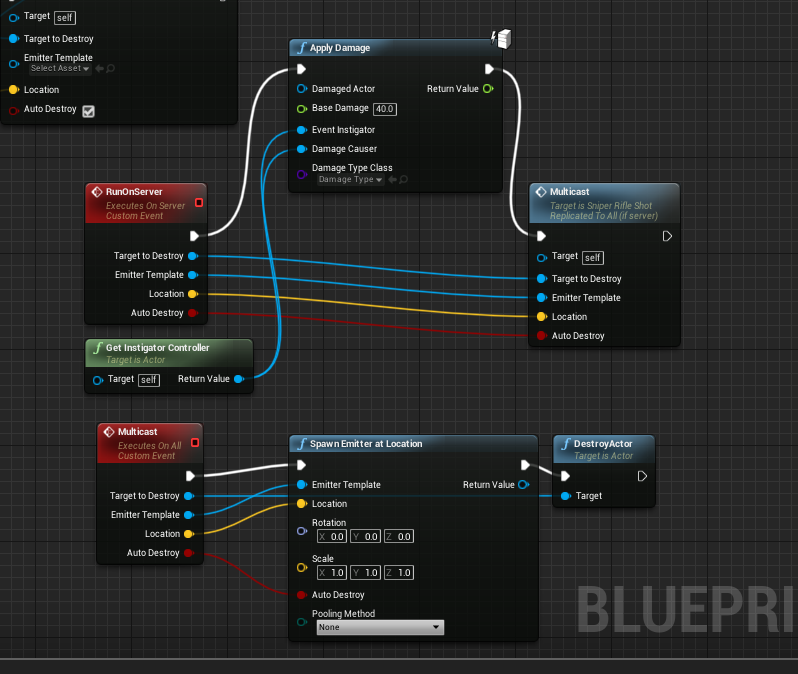 Target self
Target to Destroy
Emitter Template
Select Asset
Location
Auto Destroy
Apply Damage
Damaged Actor
Return Value
Base Damage 40.0
Event Instigator
Damage Causer
Damage Type Class
Damage Type
RunOnServer
Executes On Server
Custom Event
Target to Destroy
Emitter Template
Location
Auto Destroy
Multicast
Target is Sniper Rifle Shot
Replicated To All (if server)
Target self
Target to Destroy
Emitter Template
Location
Auto Destroy
Get Instigator Controller
Target is Actor
Target self Return Value
Multicast
Executes On All
Custom Event
Target to Destroy
Emitter Template
Location
Auto Destroy
Spawn Emitter at Location
Emitter Template Return Value
Location
Rotation
X 0.0 Y 0.0 Z 0.0
Scale
X 1.0 Y 1.0 Z 1.0
Auto Destroy
Pooling Method
None
DestroyActor
Target is Actor
Target
BLUEPRI